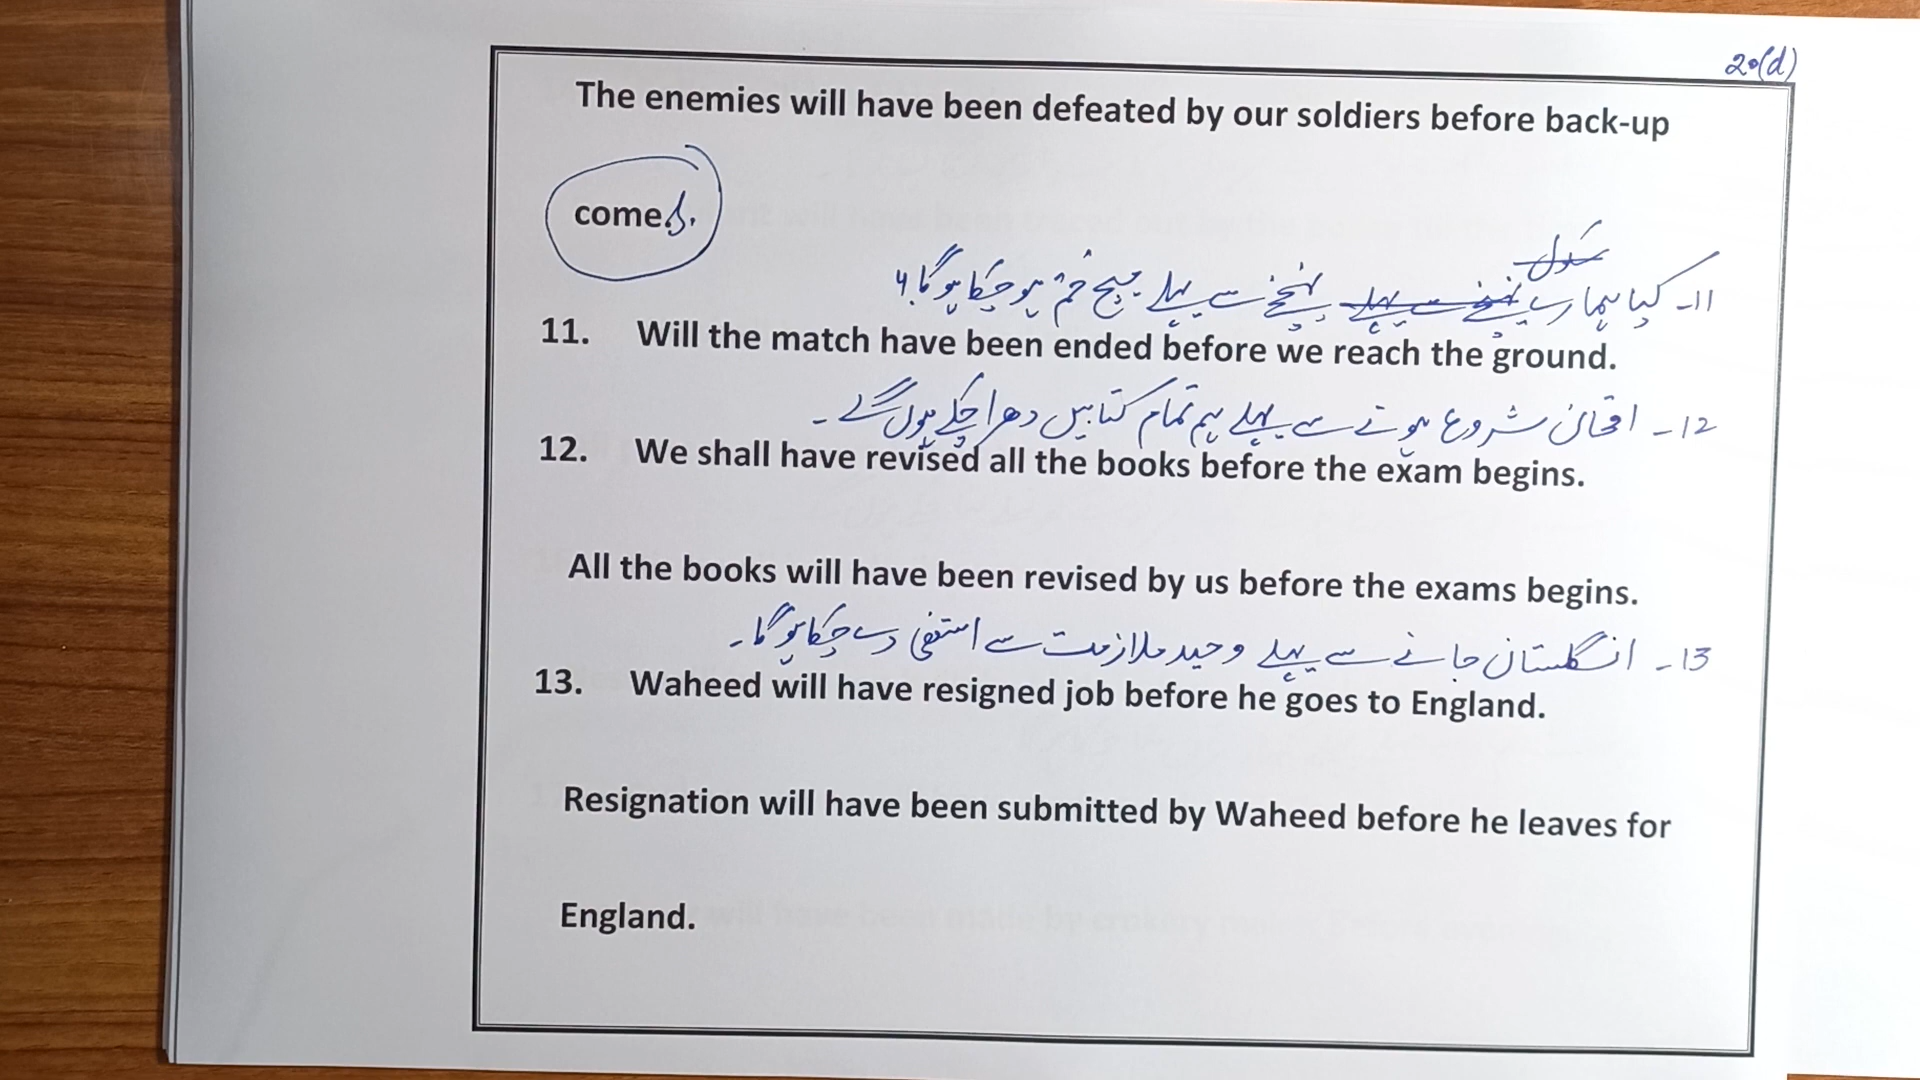 20(d)
The enemies will have been defeated by our soldiers before back-up
comes.
سکول
۱۱۔ کیا ہمارے پہنچنے سے پہلے پہنچنے سے پہلے میچ ختم ہو چکا ہو گا؟
11. Will the match have been ended before we reach the ground.
۱۲۔ امتحان شروع ہونے سے پہلے ہم تمام کتابیں دھرا چکے ہوں گے۔
12. We shall have revised all the books before the exam begins.
All the books will have been revised by us before the exams begins.
۱۳۔ انگلستان جانے سے پہلے وحید ملازمت سے استعفی دے چکا ہو گا۔
13. Waheed will have resigned job before he goes to England.
Resignation will have been submitted by Waheed before he leaves for
England.